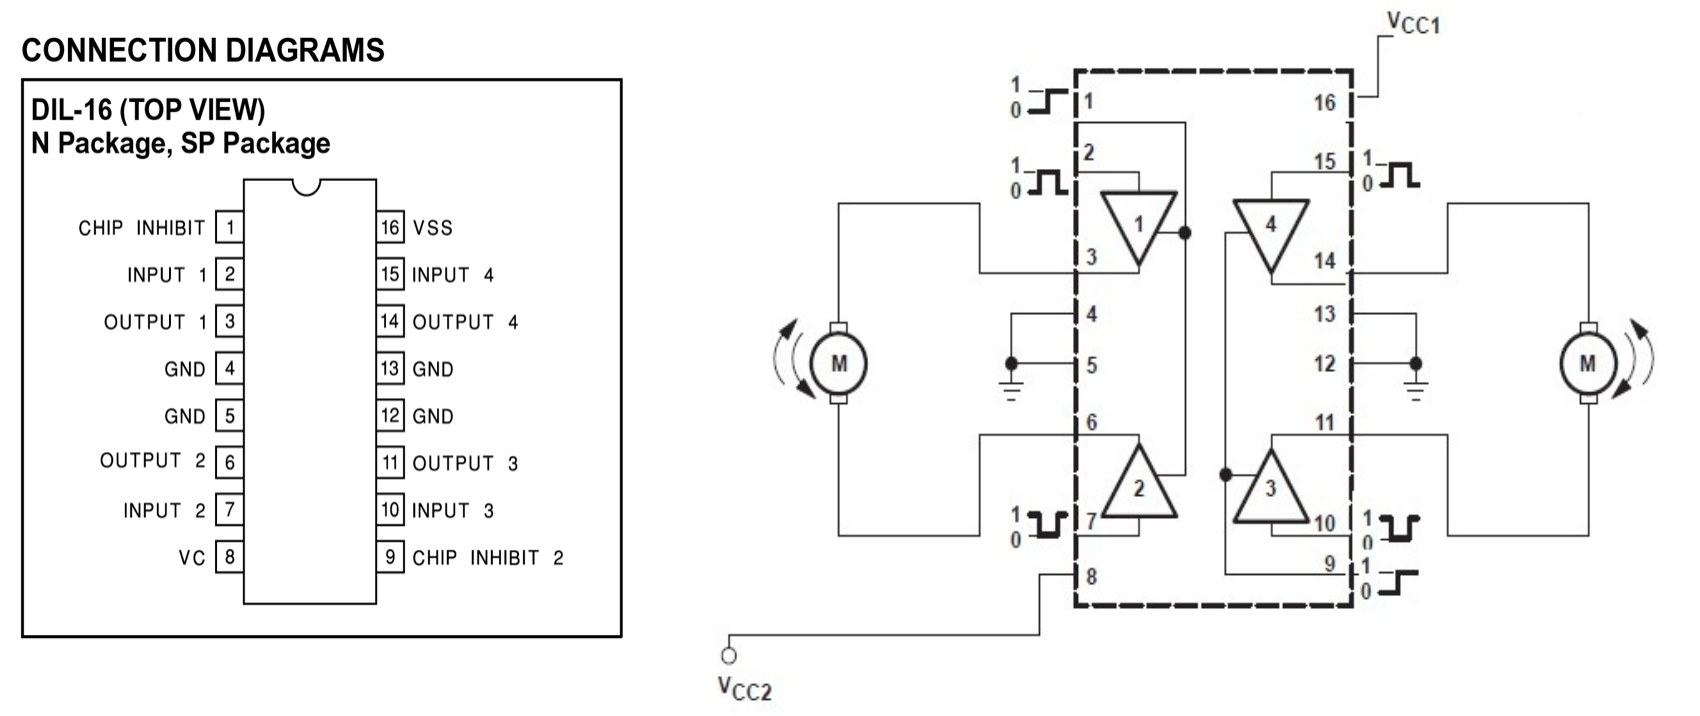 CONNECTION DIAGRAMS
DIL-16 (TOP VIEW)
N Package, SP Package
CHIP INHIBIT 1 16 VSS
INPUT 1 2 15 INPUT 4
OUTPUT 1 3 14 OUTPUT 4
GND 4 13 GND
GND 5 12 GND
OUTPUT 2 6 11 OUTPUT 3
INPUT 2 7 10 INPUT 3
VC 8 9 CHIP INHIBIT 2
VCC1
1
0
1 16
2 15
1
0
1
0
1 4
3 14
4 13
M 5 12 M
6 11
2 3
1
0
7 10
1
0
8 9
1
0
VCC2